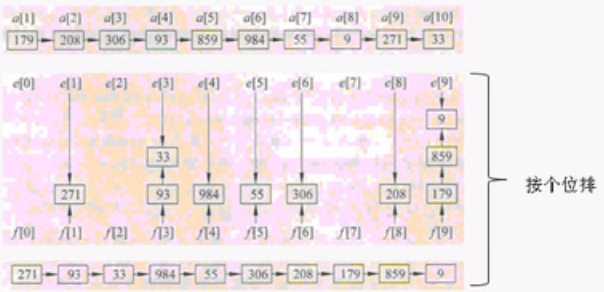 a[1] a[2] a[3] a[4] a[5] a[6] a[7] a[8] a[9] a[10]
179 208 306 93 859 984 55 9 271 33
e[0] e[1] e[2] e[3] e[4] e[5] e[6] e[7] e[8] e[9]
9
33 859
271 93 984 55 306 208 179
按个位排
f[0] f[1] f[2] f[3] f[4] f[5] f[6] f[7] f[8] f[9]
271 93 33 984 55 306 208 179 859 9